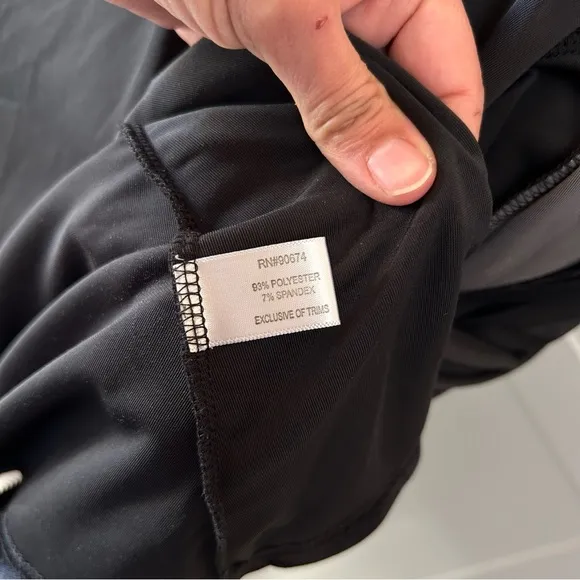 RN#90674
93% POLYESTER
7% SPANDEX
EXCLUSIVE OF TRIMS